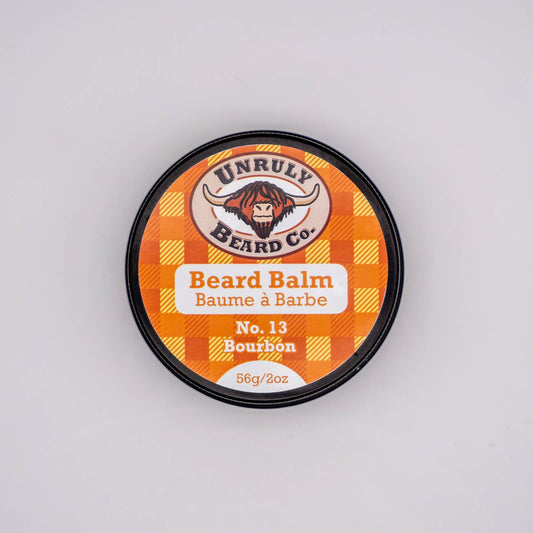 UNRULY
BEARD CO.
Beard Balm
Baume à Barbe
No. 13
Bourbon
56g/2oz